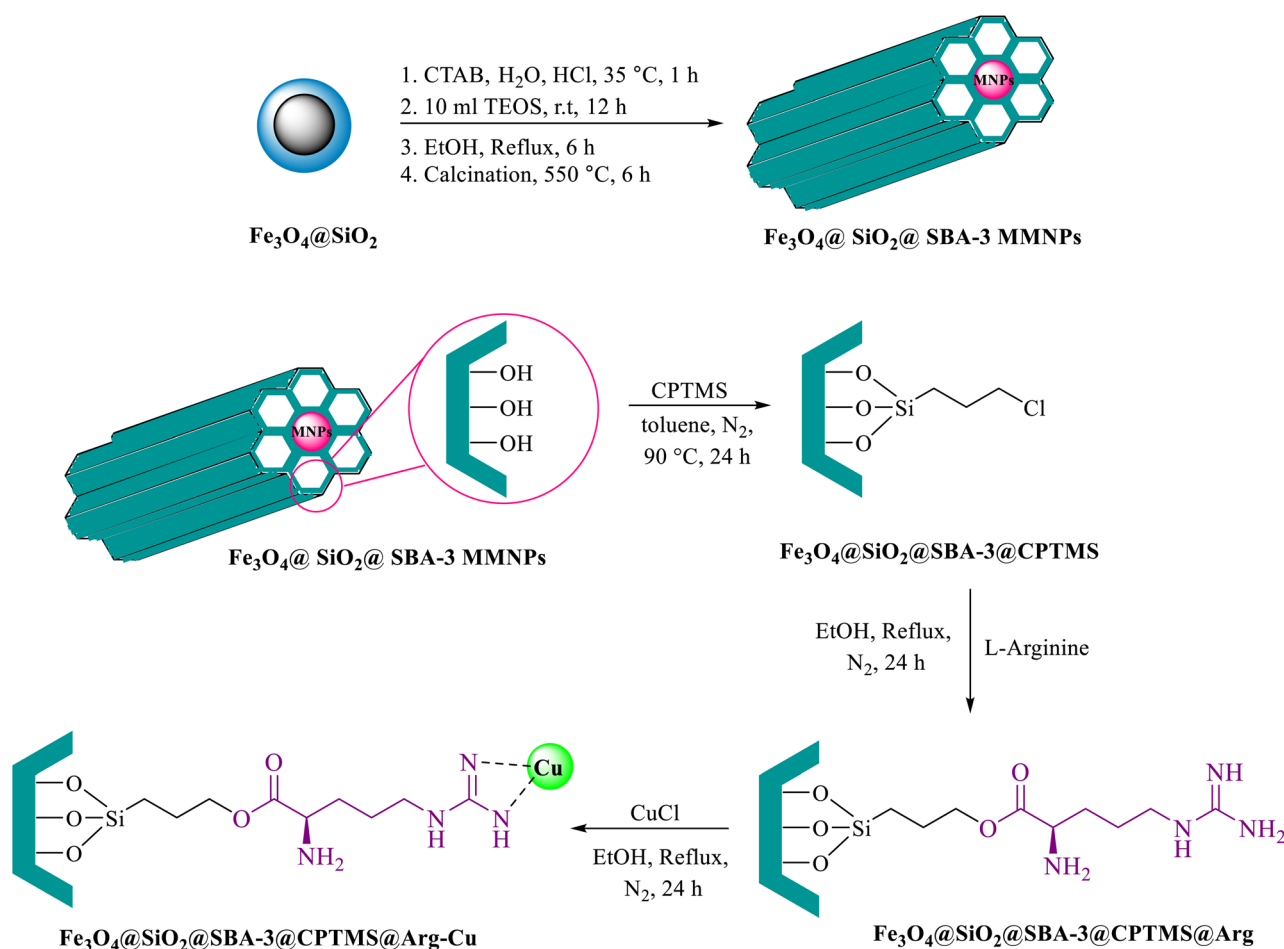 1. CTAB, H₂O, HCl, 35 °C, 1 h
2. 10 ml TEOS, r.t, 12 h
3. EtOH, Reflux, 6 h
4. Calcination, 550 °C, 6 h
MNPs
Fe₃O₄@SiO₂
Fe₃O₄@ SiO₂@ SBA-3 MMNPs
MNPs
OH
OH
OH
CPTMS
toluene, N₂,
90 °C, 24 h
O
O
O
Si
Cl
Fe₃O₄@ SiO₂@ SBA-3 MMNPs
Fe₃O₄@SiO₂@SBA-3@CPTMS
EtOH, Reflux,
N₂, 24 h
L-Arginine
O
O
O
Si
O
O
NH₂
N
H
N
N
H
Cu
CuCl
EtOH, Reflux,
N₂, 24 h
O
O
O
Si
O
O
NH₂
N
H
NH
NH₂
Fe₃O₄@SiO₂@SBA-3@CPTMS@Arg-Cu
Fe₃O₄@SiO₂@SBA-3@CPTMS@Arg